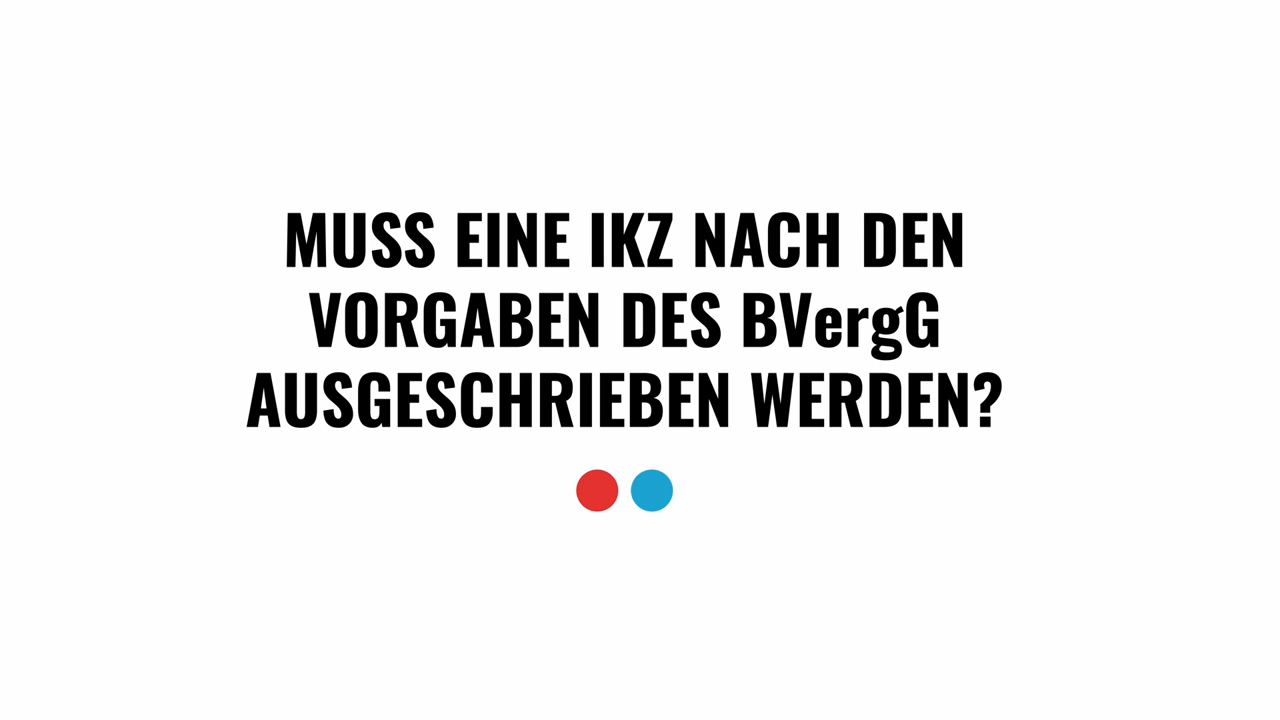 MUSS EINE IKZ NACH DEN
VORGABEN DES BVergG
AUSGESCHRIEBEN WERDEN?